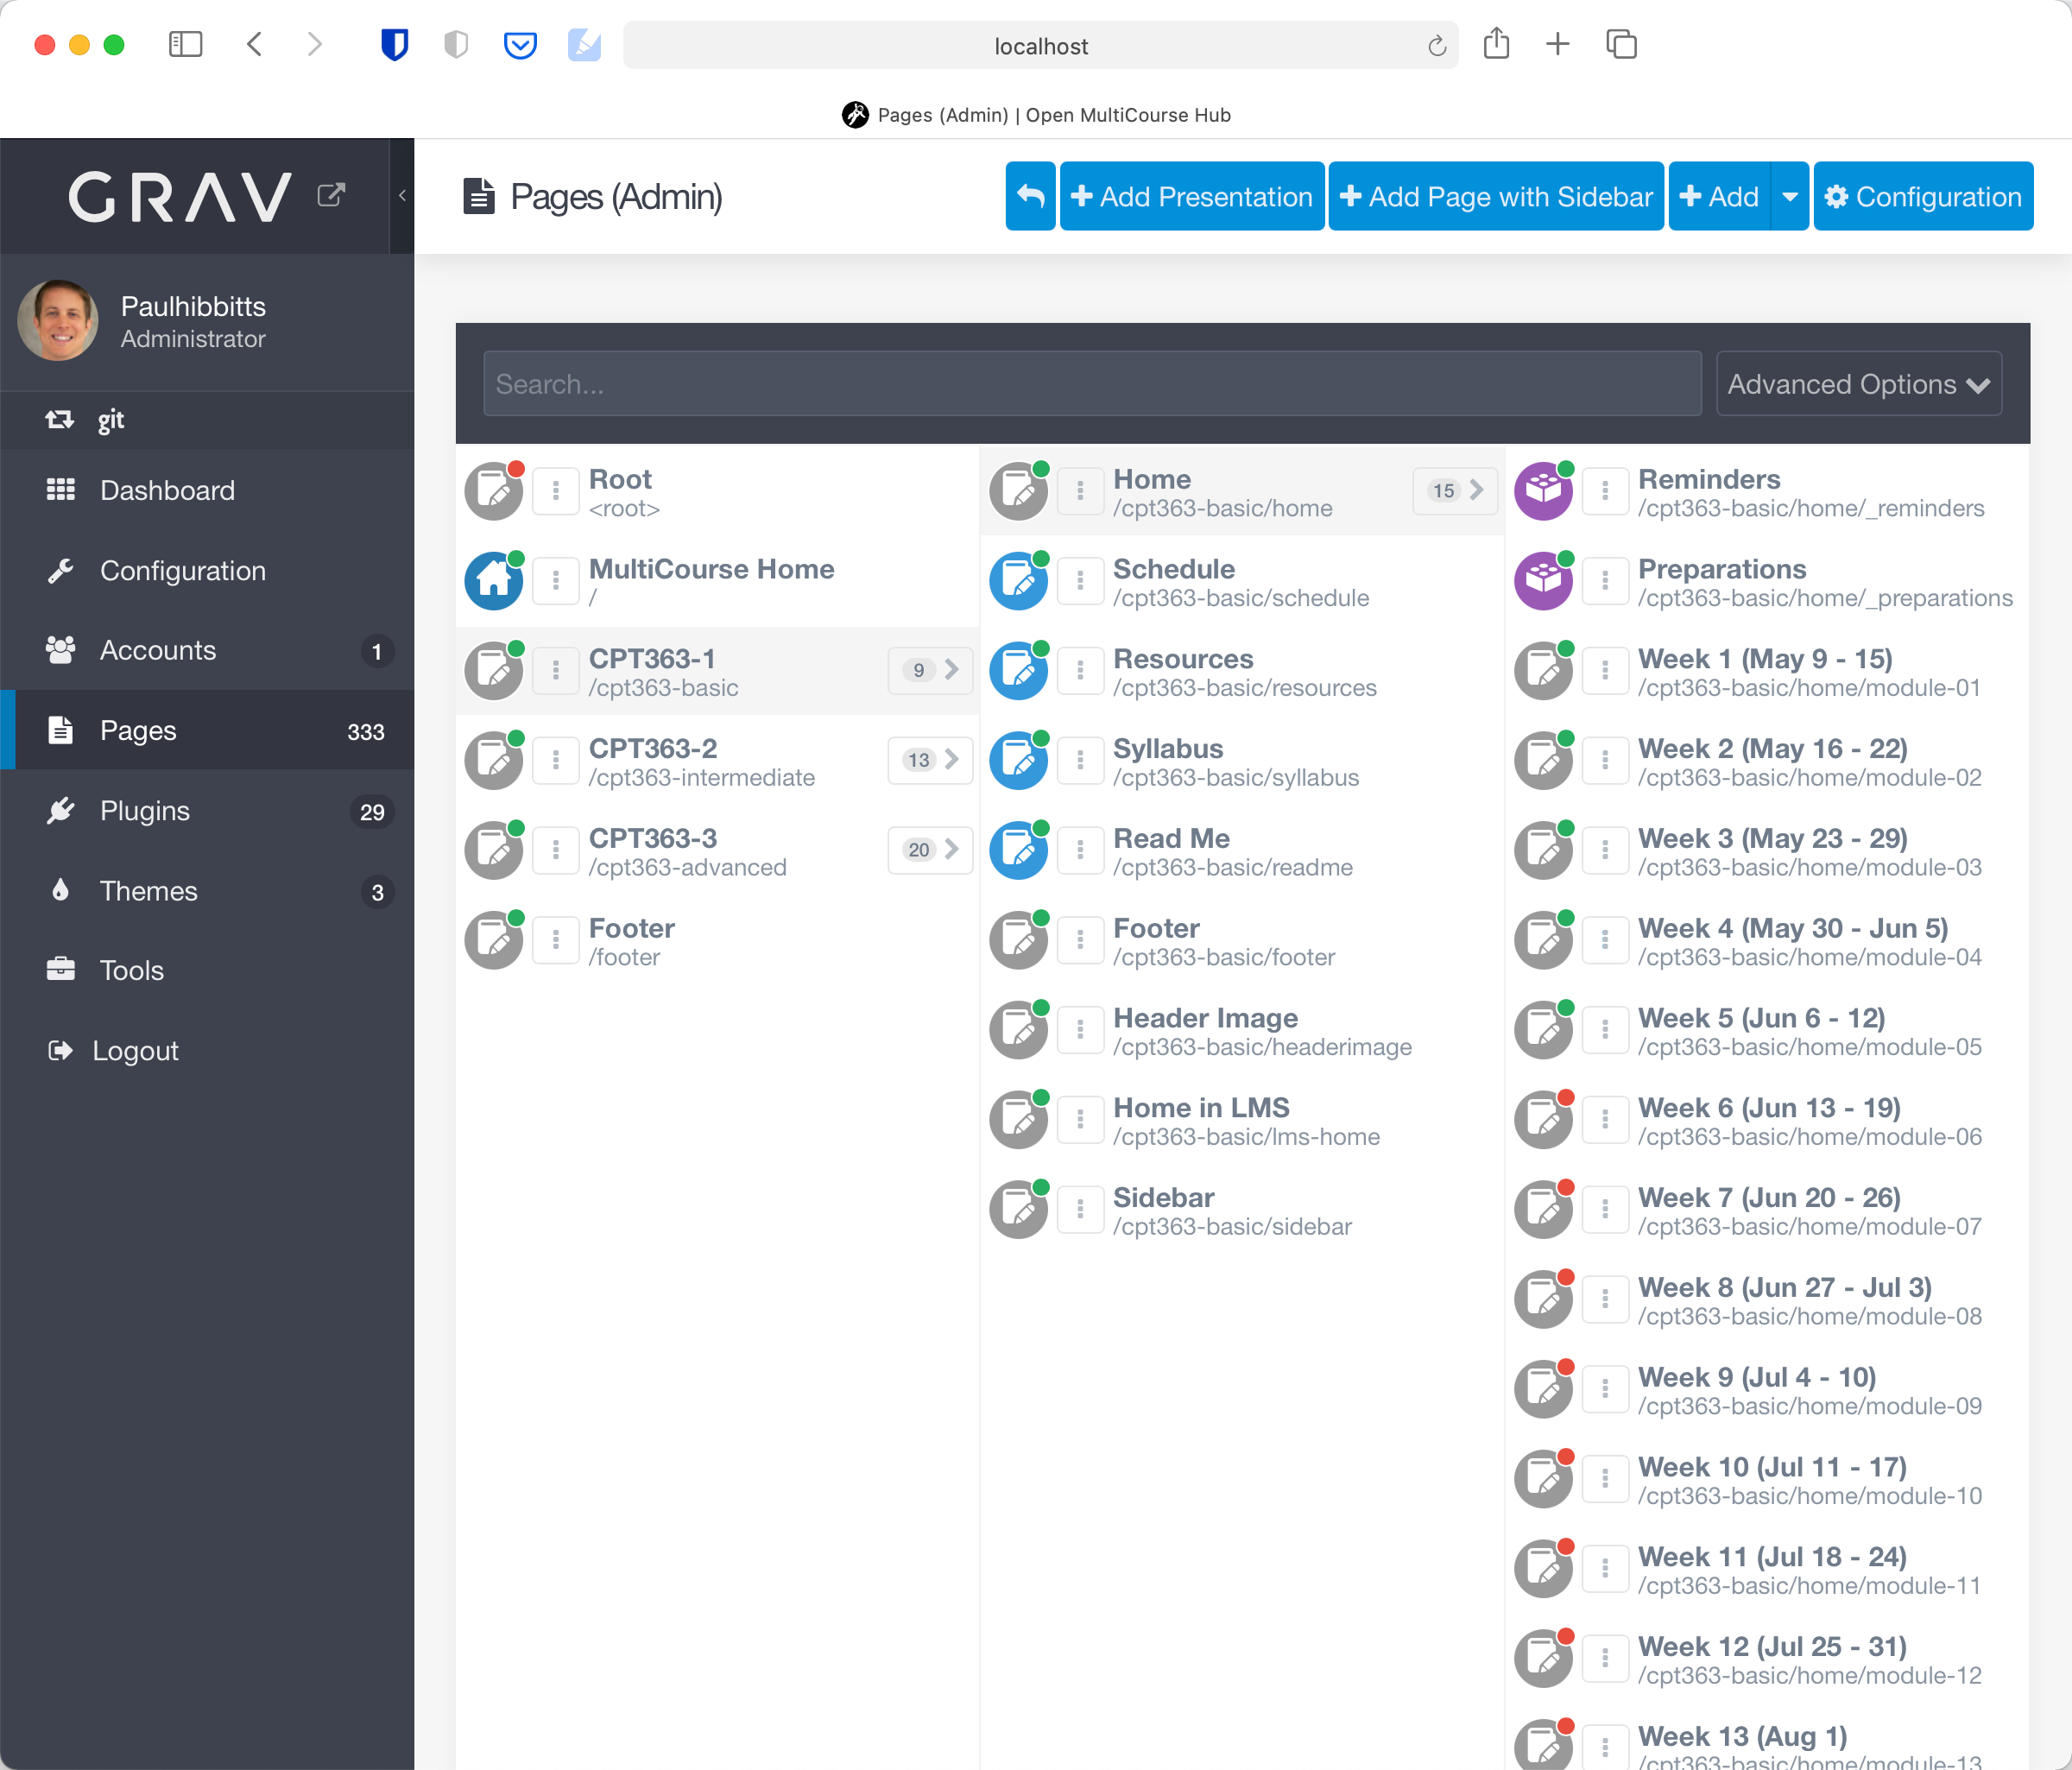 localhost
Pages (Admin) | Open MultiCourse Hub
GRAV
Pages (Admin)
Add Presentation
Add Page with Sidebar
Add
Configuration
Paulhibbitts
Administrator
git
Dashboard
Configuration
Accounts 1
Pages 333
Plugins 29
Themes 3
Tools
Logout
Search...
Advanced Options
Root
<root>
MultiCourse Home
/
CPT363-1
/cpt363-basic
9
CPT363-2
/cpt363-intermediate
13
CPT363-3
/cpt363-advanced
20
Footer
/footer
Home
/cpt363-basic/home
15
Schedule
/cpt363-basic/schedule
Resources
/cpt363-basic/resources
Syllabus
/cpt363-basic/syllabus
Read Me
/cpt363-basic/readme
Footer
/cpt363-basic/footer
Header Image
/cpt363-basic/headerimage
Home in LMS
/cpt363-basic/lms-home
Sidebar
/cpt363-basic/sidebar
Reminders
/cpt363-basic/home/_reminders
Preparations
/cpt363-basic/home/_preparations
Week 1 (May 9 - 15)
/cpt363-basic/home/module-01
Week 2 (May 16 - 22)
/cpt363-basic/home/module-02
Week 3 (May 23 - 29)
/cpt363-basic/home/module-03
Week 4 (May 30 - Jun 5)
/cpt363-basic/home/module-04
Week 5 (Jun 6 - 12)
/cpt363-basic/home/module-05
Week 6 (Jun 13 - 19)
/cpt363-basic/home/module-06
Week 7 (Jun 20 - 26)
/cpt363-basic/home/module-07
Week 8 (Jun 27 - Jul 3)
/cpt363-basic/home/module-08
Week 9 (Jul 4 - 10)
/cpt363-basic/home/module-09
Week 10 (Jul 11 - 17)
/cpt363-basic/home/module-10
Week 11 (Jul 18 - 24)
/cpt363-basic/home/module-11
Week 12 (Jul 25 - 31)
/cpt363-basic/home/module-12
Week 13 (Aug 1)
/cpt363-basic/home/module-13